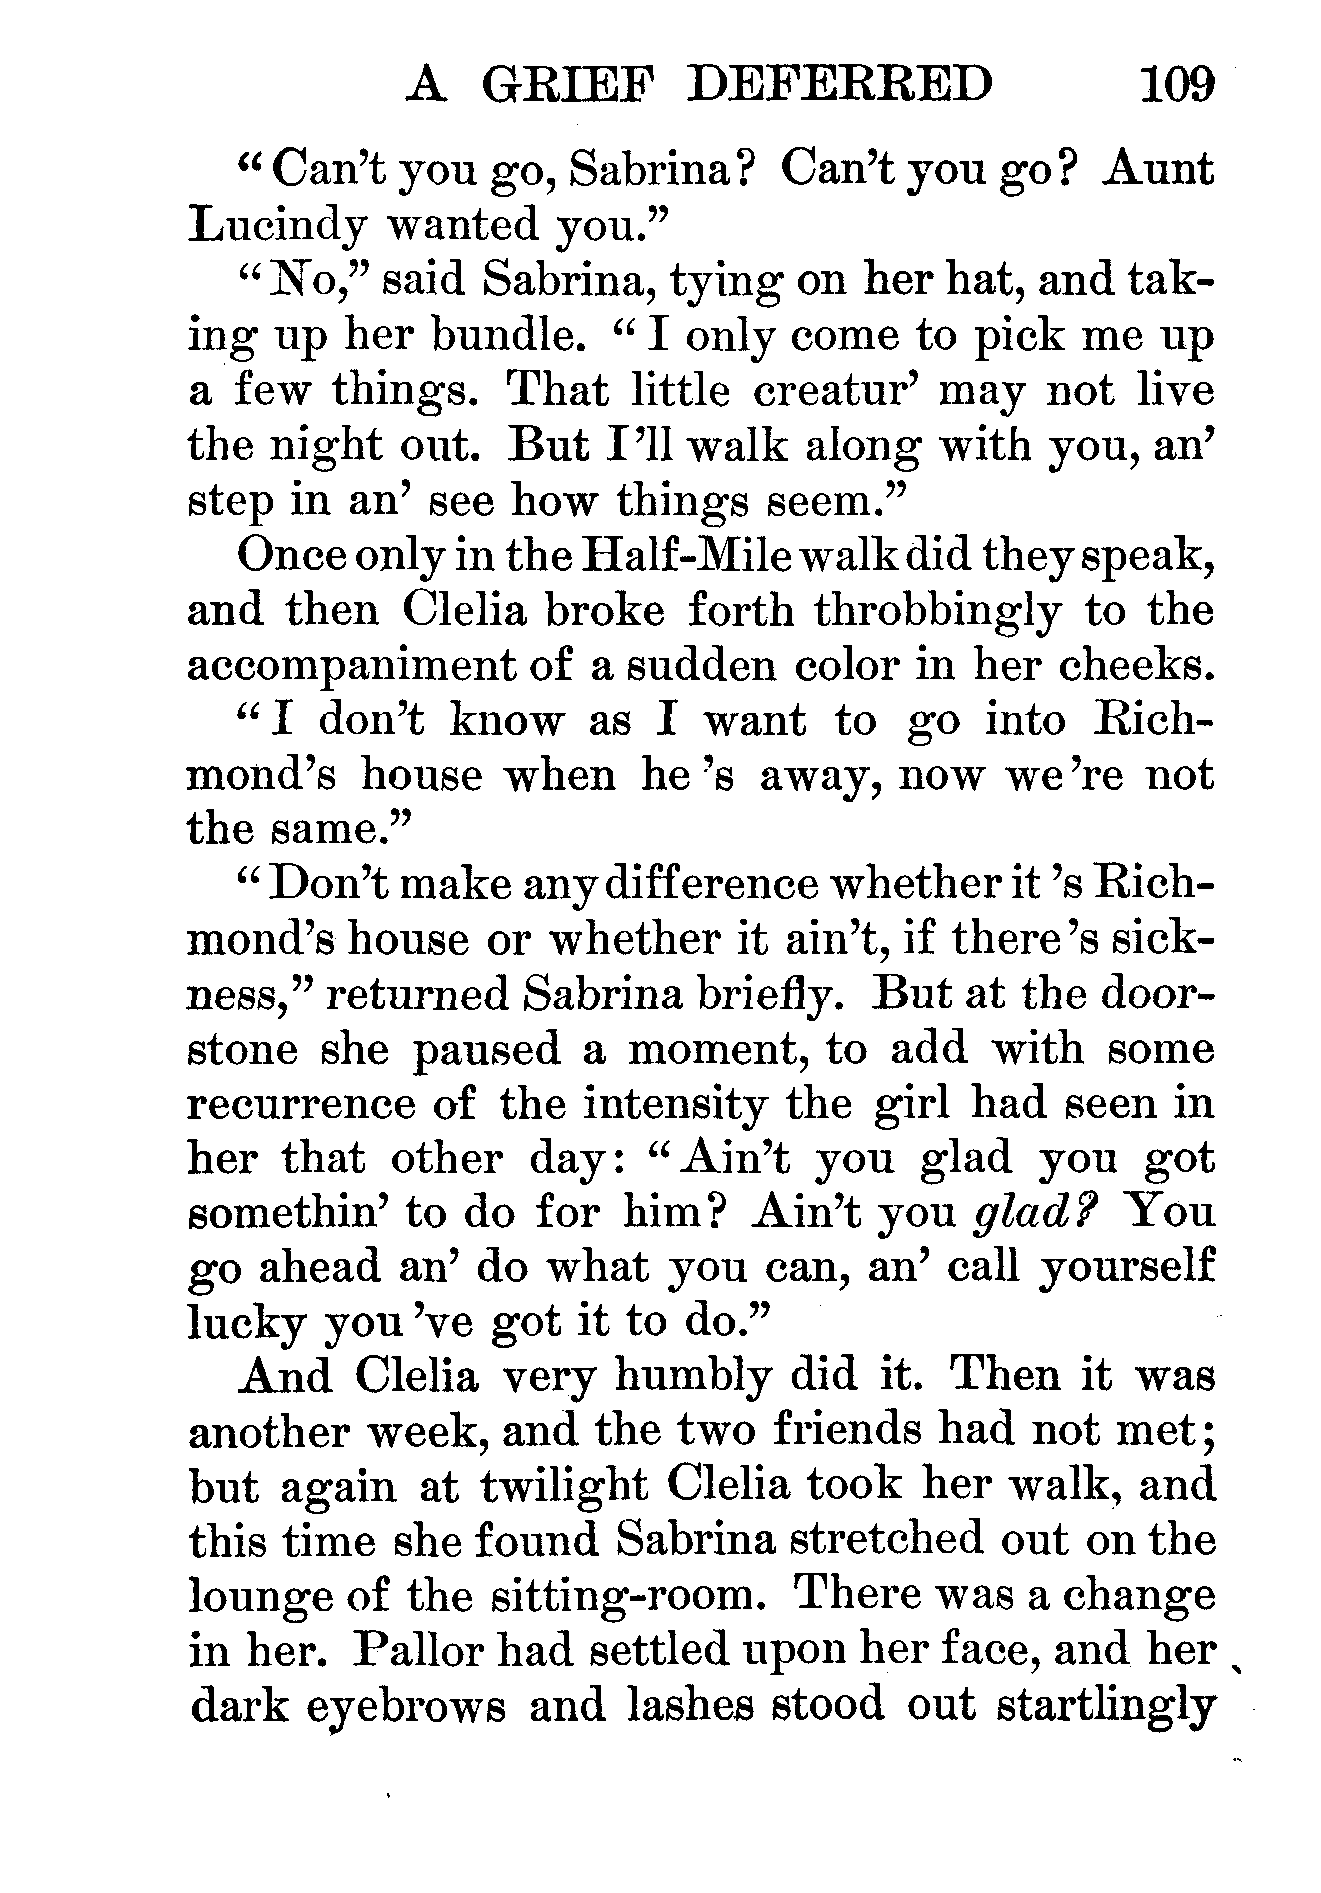 A GRIEF DEFERRED 109
“Can’t you go, Sabrina? Can’t you go? Aunt
Lucindy wanted you.”
“No,” said Sabrina, tying on her hat, and tak-
ing up her bundle. “I only come to pick me up
a few things. That little creatur’ may not live
the night out. But I’ll walk along with you, an’
step in an’ see how things seem.”
Once only in the Half-Mile walk did they speak,
and then Clelia broke forth throbbingly to the
accompaniment of a sudden color in her cheeks.
“I don’t know as I want to go into Rich-
mond’s house when he’s away, now we’re not
the same.”
“Don’t make any difference whether it’s Rich-
mond’s house or whether it ain’t, if there’s sick-
ness,” returned Sabrina briefly. But at the door-
stone she paused a moment, to add with some
recurrence of the intensity the girl had seen in
her that other day: “Ain’t you glad you got
somethin’ to do for him? Ain’t you glad? You
go ahead an’ do what you can, an’ call yourself
lucky you’ve got it to do.”
And Clelia very humbly did it. Then it was
another week, and the two friends had not met;
but again at twilight Clelia took her walk, and
this time she found Sabrina stretched out on the
lounge of the sitting-room. There was a change
in her. Pallor had settled upon her face, and her
dark eyebrows and lashes stood out startlingly